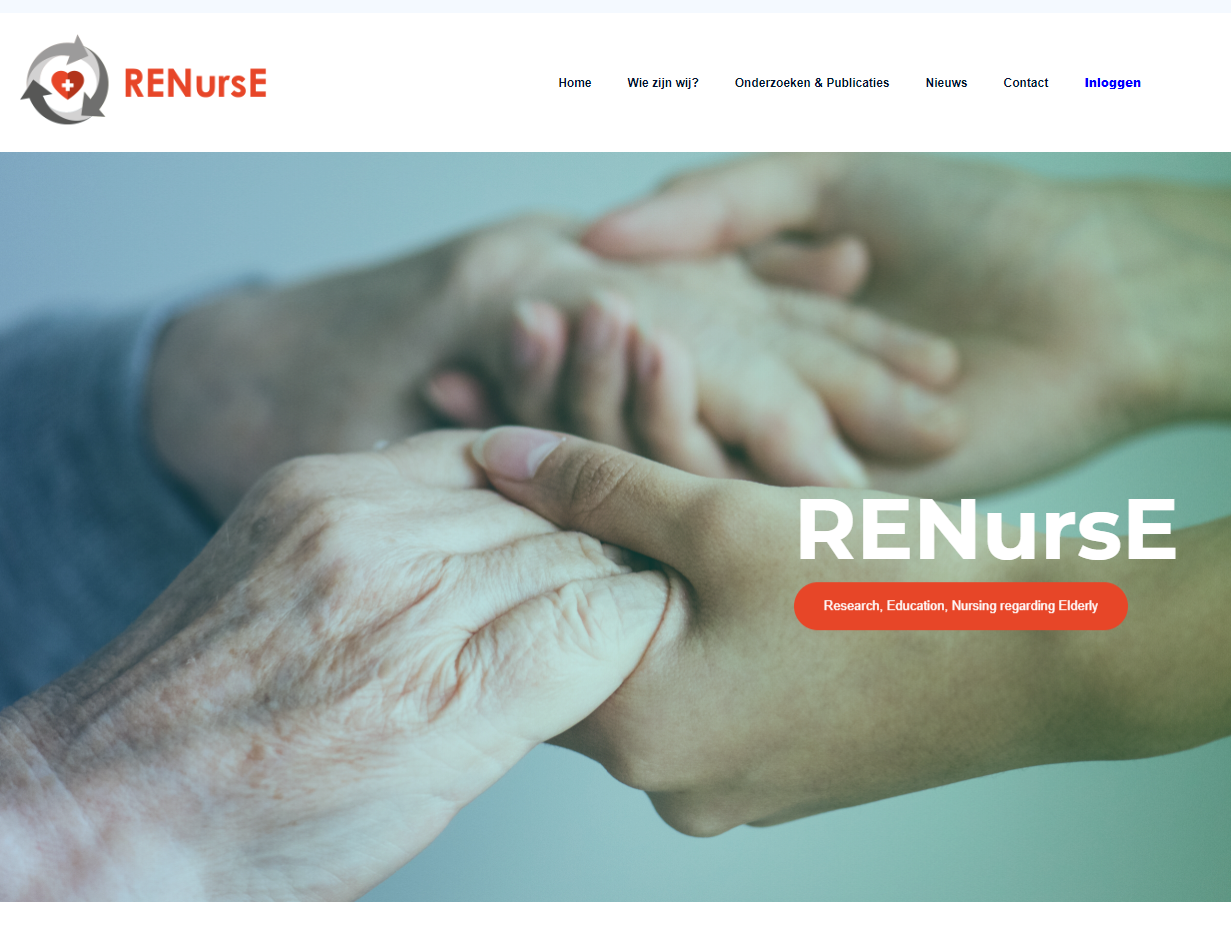 RENursE
Home Wie zijn wij? Onderzoeken & Publicaties Nieuws Contact Inloggen
RENursE
Research, Education, Nursing regarding Elderly